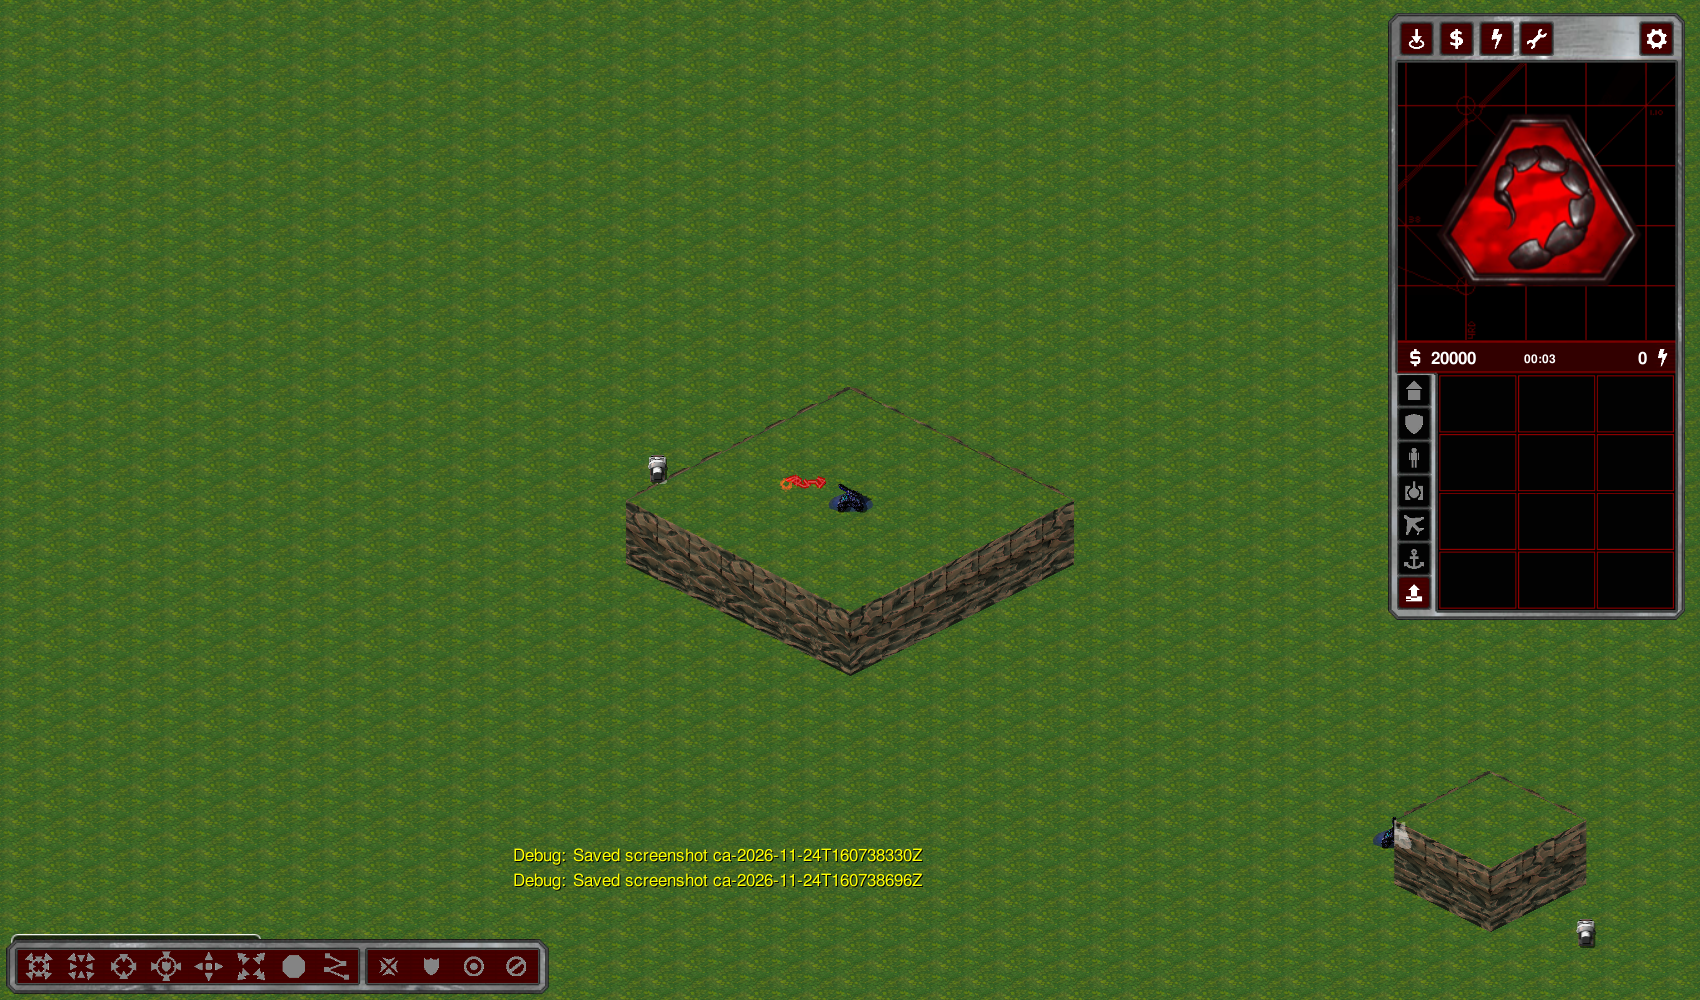 $ 20000 00:03 0
Debug: Saved screenshot ca-2026-11-24T160738330Z
Debug: Saved screenshot ca-2026-11-24T160738696Z